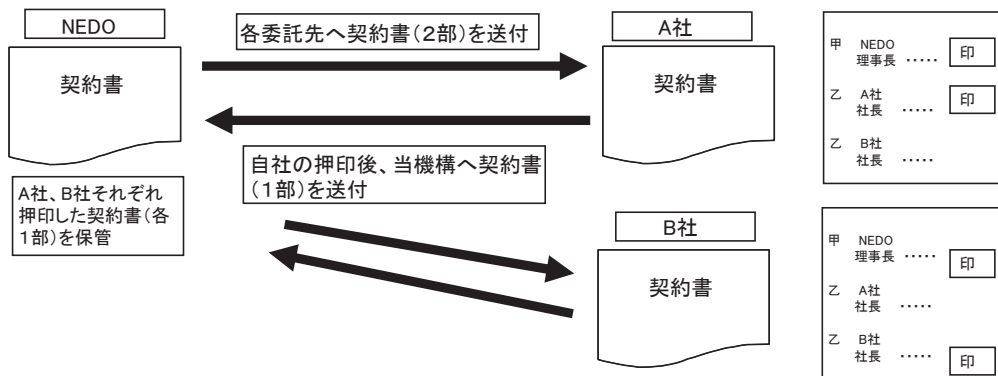 NEDO
契約書
各委託先へ契約書(2部)を送付
A社
契約書
自社の押印後、当機構へ契約書
(1部)を送付
A社、B社それぞれ
押印した契約書(各
1部)を保管
B社
契約書
甲 NEDO
理事長 ‥‥‥ 印
乙 A社
社長 ‥‥‥ 印
乙 B社
社長 ‥‥‥
甲 NEDO
理事長 ‥‥‥ 印
乙 A社
社長 ‥‥‥
乙 B社
社長 ‥‥‥ 印